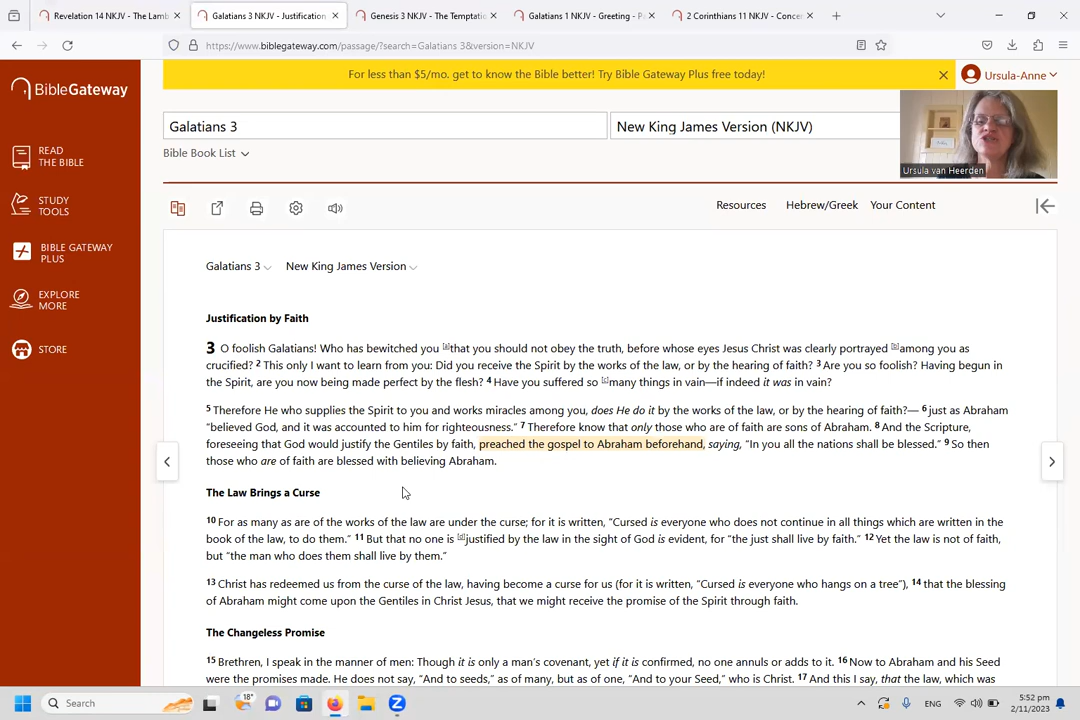 Revelation 14 NKJV - The Lamb
Galatians 3 NKJV - Justification
Genesis 3 NKJV - The Temptati
Galatians 1 NKJV - Greeting - P
2 Corinthians 11 NKJV - Conce
https://www.biblegateway.com/passage/?search=Galatians 3&version=NKJV
BibleGateway
For less than $5/mo. get to know the Bible better! Try Bible Gateway Plus free today!
Ursula-Anne
Galatians 3
New King James Version (NKJV)
Bible Book List
Ursula van Heerden
READ
THE BIBLE
STUDY
TOOLS
BIBLE GATEWAY
PLUS
EXPLORE
MORE
STORE
Resources
Hebrew/Greek
Your Content
Galatians 3
New King James Version
Justification by Faith
3 O foolish Galatians! Who has bewitched you [a]that you should not obey the truth, before whose eyes Jesus Christ was clearly portrayed [b]among you as
crucified? 2 This only I want to learn from you: Did you receive the Spirit by the works of the law, or by the hearing of faith? 3 Are you so foolish? Having begun in
the Spirit, are you now being made perfect by the flesh? 4 Have you suffered so [c]many things in vain—if indeed it was in vain?
5 Therefore He who supplies the Spirit to you and works miracles among you, does He do it by the works of the law, or by the hearing of faith?— 6 just as Abraham
“believed God, and it was accounted to him for righteousness.” 7 Therefore know that only those who are of faith are sons of Abraham. 8 And the Scripture,
foreseeing that God would justify the Gentiles by faith, preached the gospel to Abraham beforehand, saying, “In you all the nations shall be blessed.” 9 So then
those who are of faith are blessed with believing Abraham.
The Law Brings a Curse
10 For as many as are of the works of the law are under the curse; for it is written, “Cursed is everyone who does not continue in all things which are written in the
book of the law, to do them.” 11 But that no one is [d]justified by the law in the sight of God is evident, for “the just shall live by faith.” 12 Yet the law is not of faith,
but “the man who does them shall live by them.”
13 Christ has redeemed us from the curse of the law, having become a curse for us (for it is written, “Cursed is everyone who hangs on a tree”), 14 that the blessing
of Abraham might come upon the Gentiles in Christ Jesus, that we might receive the promise of the Spirit through faith.
The Changeless Promise
15 Brethren, I speak in the manner of men: Though it is only a man’s covenant, yet if it is confirmed, no one annuls or adds to it. 16 Now to Abraham and his Seed
were the promises made. He does not say, “And to seeds,” as of many, but as of one, “And to your Seed,” who is Christ. 17 And this I say, that the law, which was
Search
18°
ENG
5:52 pm
2/11/2023